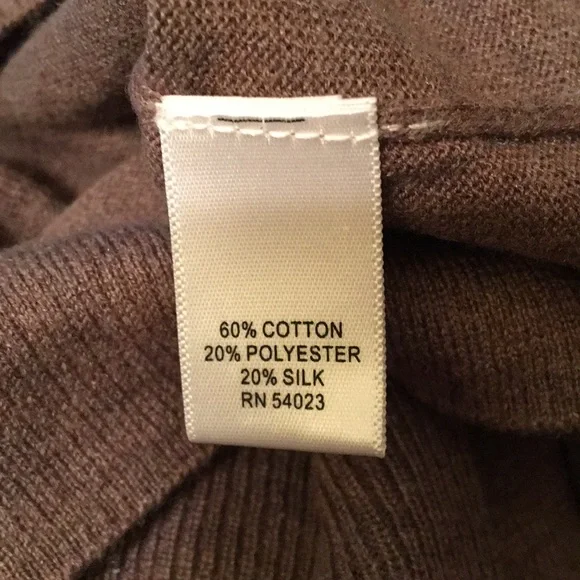 60% COTTON
20% POLYESTER
20% SILK
RN 54023